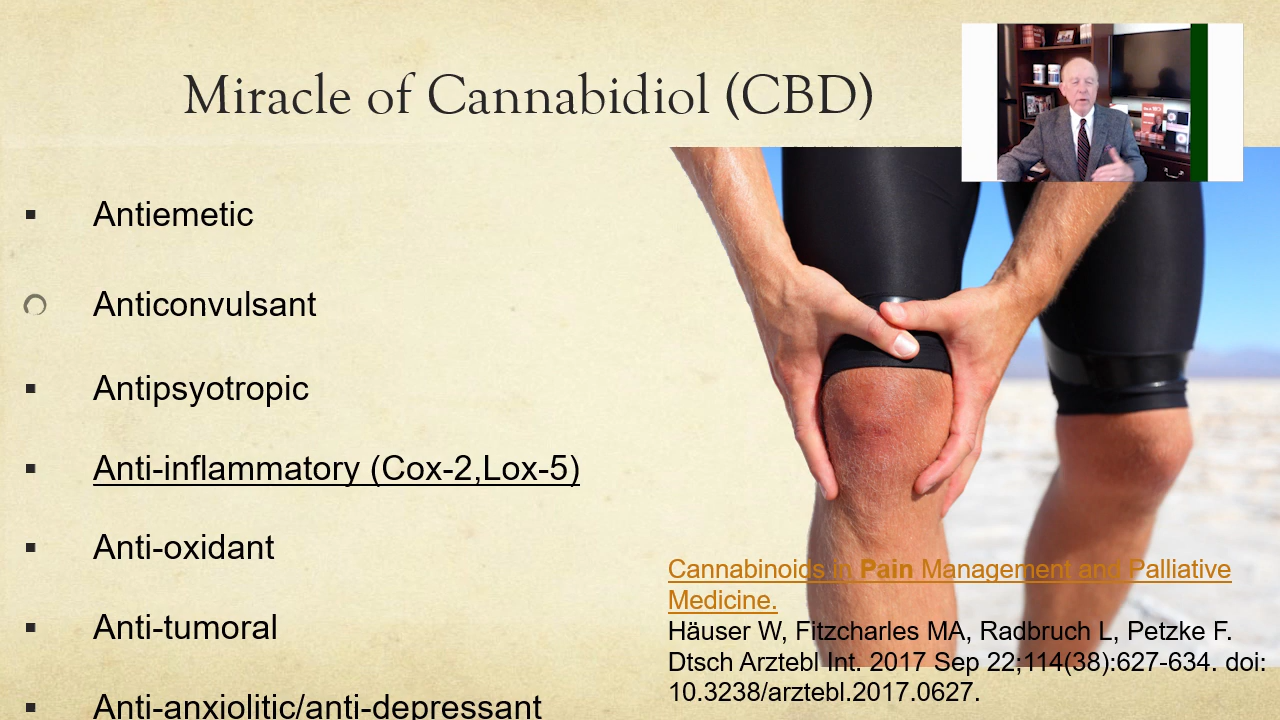 Miracle of Cannabidiol (CBD)
Antiemetic
Anticonvulsant
Antipsyotropic
Anti-inflammatory (Cox-2,Lox-5)
Anti-oxidant
Anti-tumoral
Anti-anxiolitic/anti-depressant
Cannabinoids in Pain Management and Palliative
Medicine.
Häuser W, Fitzcharles MA, Radbruch L, Petzke F.
Dtsch Arztebl Int. 2017 Sep 22;114(38):627-634. doi:
10.3238/arztebl.2017.0627.